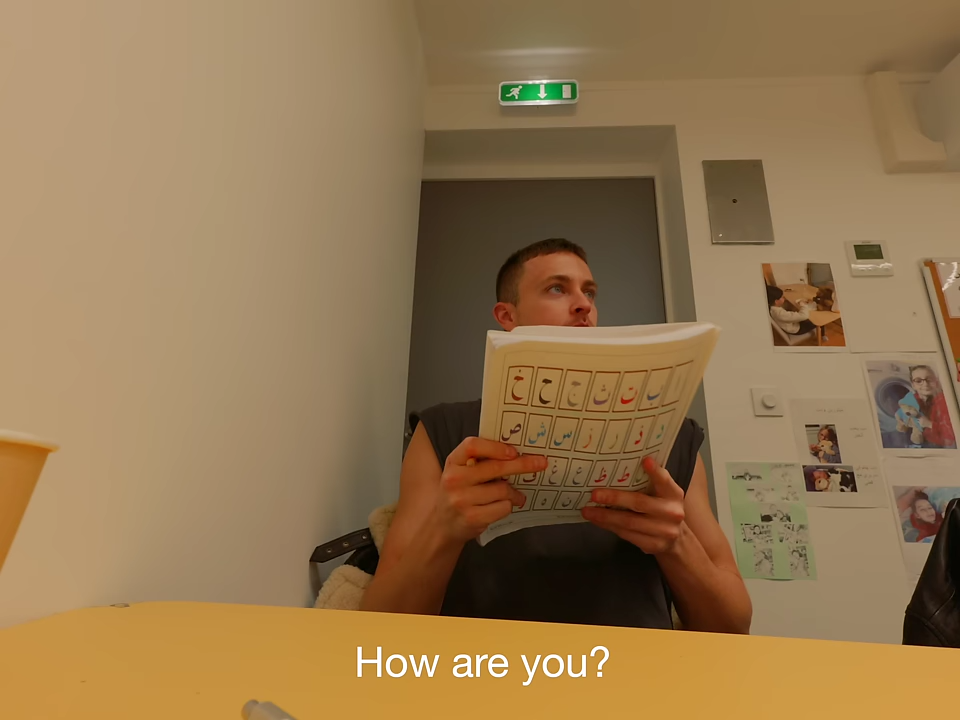 ا ب ت ث ج ح خ
د ذ ر ز س ش ص
ط ظ ع غ ف
ن ه و
How are you?